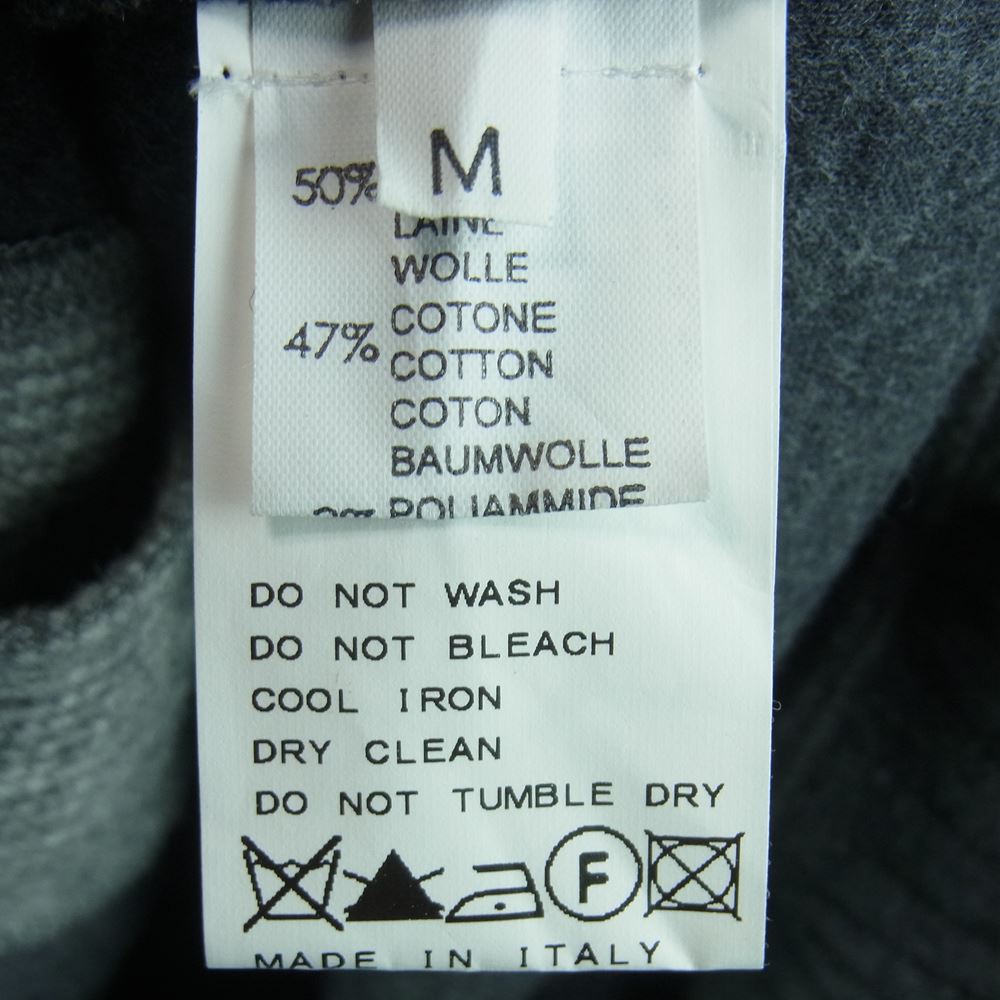 M
50%
LAINE
WOLLE
47% COTONE
COTTON
COTON
BAUMWOLLE
POLIAMMIDE
DO NOT WASH
DO NOT BLEACH
COOL IRON
DRY CLEAN
DO NOT TUMBLE DRY
F
MADE IN ITALY